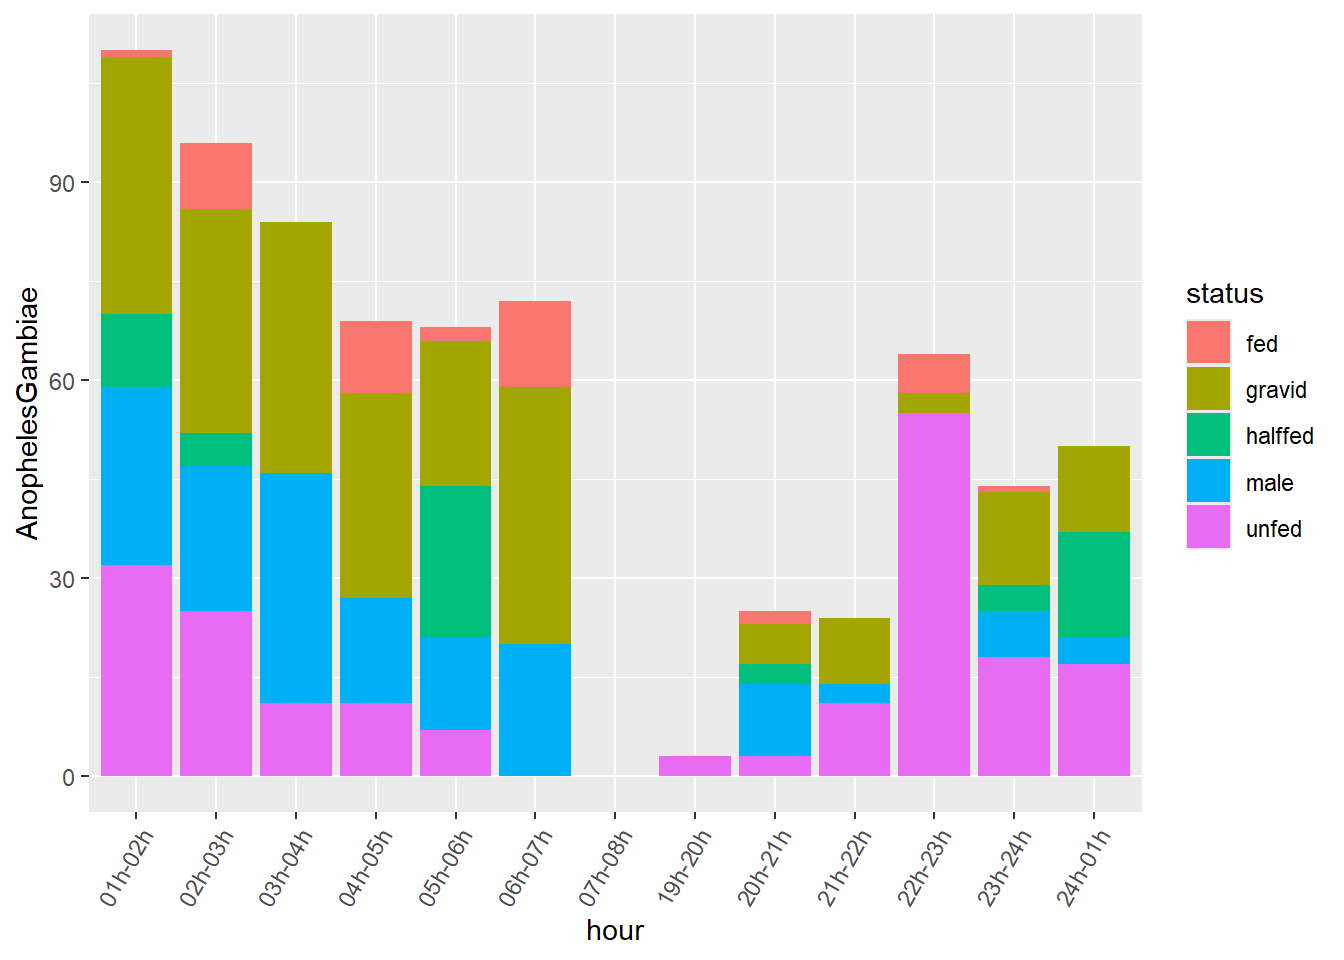 AnophelesGambiae
90
60
30
0
01h-02h
02h-03h
03h-04h
04h-05h
05h-06h
06h-07h
07h-08h
19h-20h
20h-21h
21h-22h
22h-23h
23h-24h
24h-01h
hour
status
fed
gravid
halffed
male
unfed